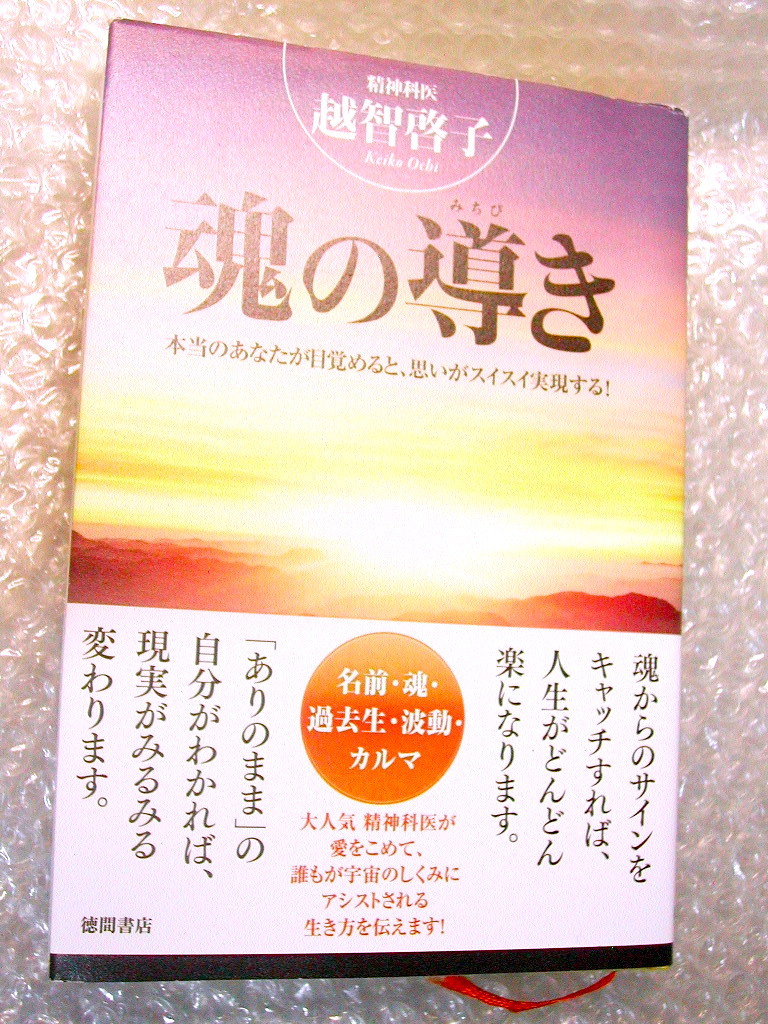 精神科医
越智啓子
Keiko Ochi
みちび
魂の導き
本当のあなたが目覚めると、思いがスイスイ実現する!
魂からのサインを
キャッチすれば、
人生がどんどん
楽になります。
名前・魂・
過去生・波動・
カルマ
大人気 精神科医が
愛をこめて、
誰もが宇宙のしくみに
アシストされる
生き方を伝えます!
「ありのまま」の
自分がわかれば、
現実がみるみる
変わります。
徳間書店